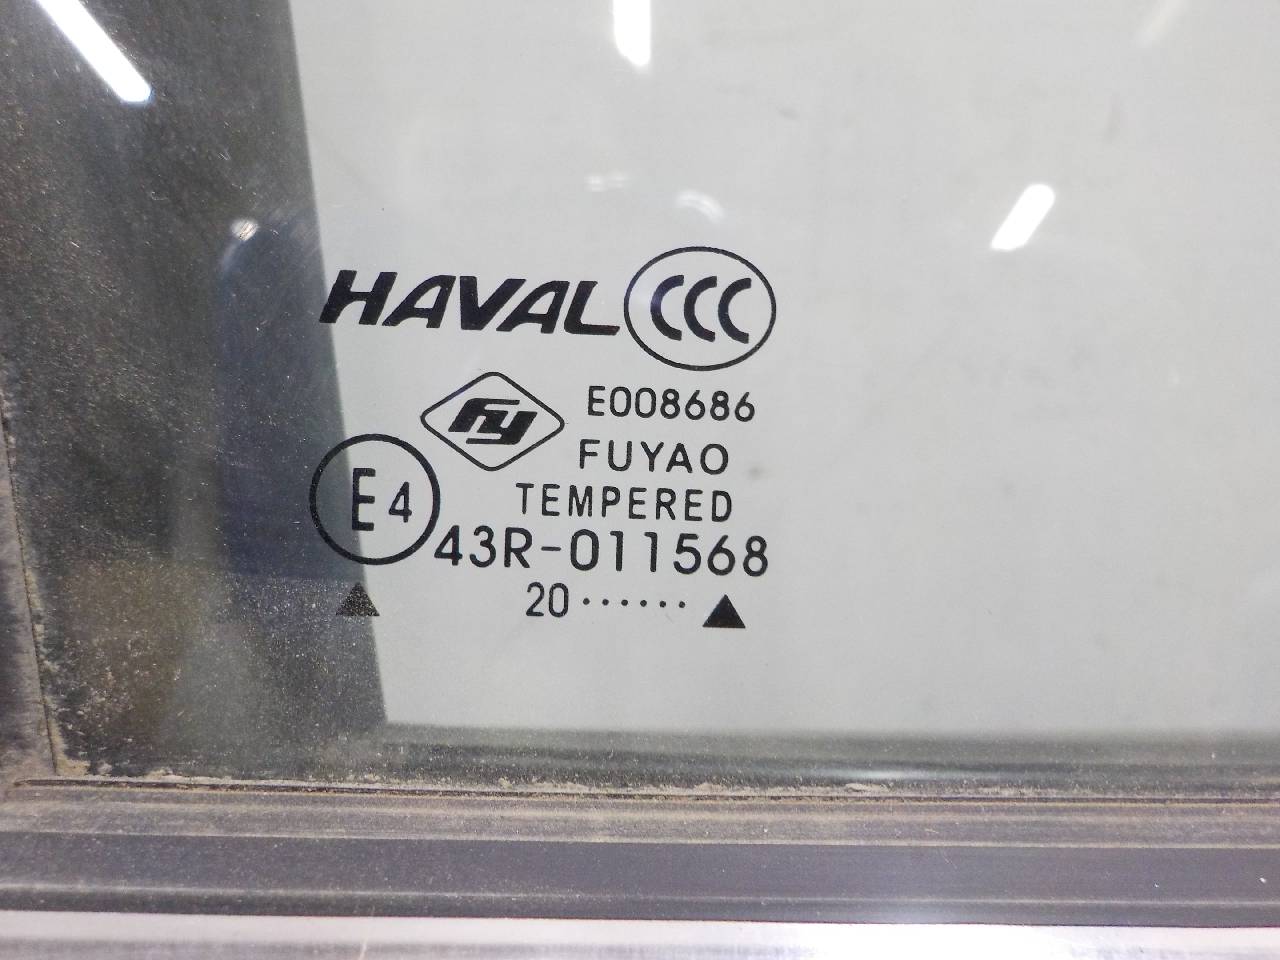 HAVAL CCC
fy E008686
FUYAO
TEMPERED
E4 43R-011568
20 ······